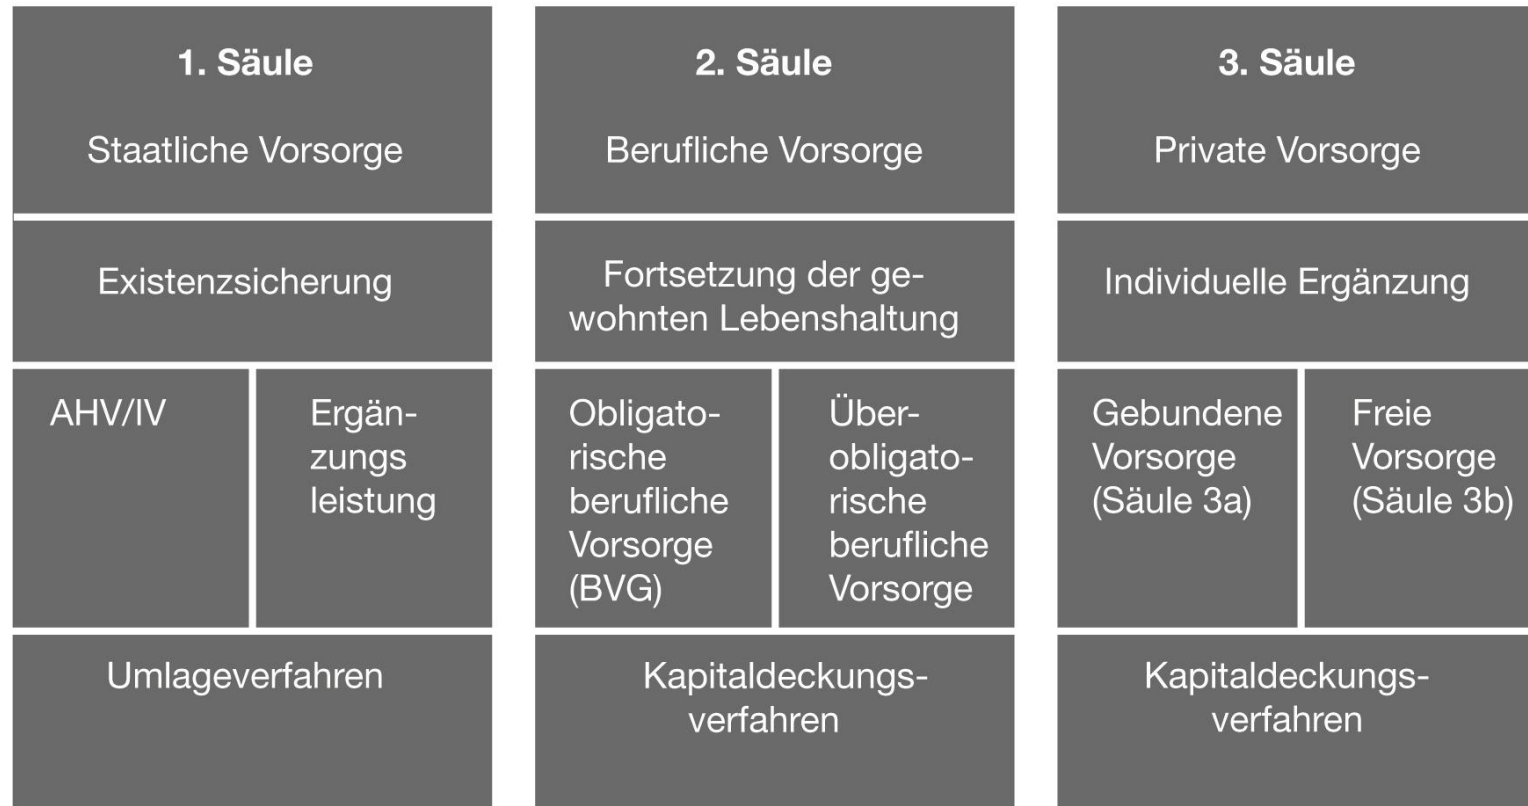 1. Säule
Staatliche Vorsorge
Existenzsicherung
AHV/IV
Ergän-
zungs
leistung
Umlageverfahren
2. Säule
Berufliche Vorsorge
Fortsetzung der ge-
wohnten Lebenshaltung
Obligato-
rische
berufliche
Vorsorge
(BVG)
Über-
obligato-
rische
berufliche
Vorsorge
Kapitaldeckungs-
verfahren
3. Säule
Private Vorsorge
Individuelle Ergänzung
Gebundene
Vorsorge
(Säule 3a)
Freie
Vorsorge
(Säule 3b)
Kapitaldeckungs-
verfahren